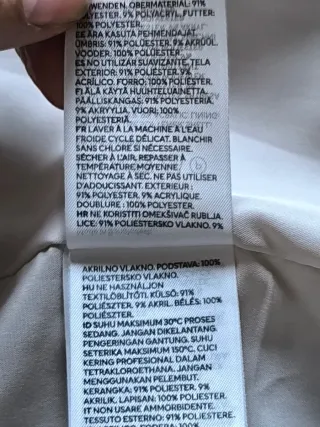 WENDEN. OBERMATERIAL: 91%
POLYESTER. 9% POLYACRYL. FUTTER:
100% POLYESTER.
EE ÄRA KASUTA PEHMENDAJAT.
ÜMBRIS: 91% POLÜESTER. 9% AKRÜÜL.
VOODER: 100% POLÜESTER.
ES NO UTILIZAR SUAVIZANTE. TELA
EXTERIOR: 91% POLIÉSTER. 9%
ACRÍLICO. FORRO: 100% POLIÉSTER.
FI ÄLÄ KÄYTÄ HUUHTELUAINETTA.
PÄÄLLISKANGAS: 91% POLYESTERIA.
9% AKRYYLIA. VUORI: 100%
POLYESTERIÄ.
FR LAVER À LA MACHINE À L'EAU
FROIDE CYCLE DÉLICAT. BLANCHIR
SANS CHLORE SI NÉCESSAIRE.
SÉCHER À L'AIR. REPASSER À
TEMPÉRATURE MOYENNE.
NETTOYAGE À SEC. NE PAS UTILISER
D'ADOUCISSANT. EXTERIEUR :
91% POLYESTER. 9% ACRYLIQUE.
DOUBLURE : 100% POLYESTER.
HR NE KORISTITI OMEKŠIVAČ RUBLJA.
LICE: 91% POLIESTERSKO VLAKNO. 9%
AKRILNO VLAKNO. PODSTAVA: 100%
POLIESTERSKO VLAKNO.
HU NE HASZNÁLJON
TEXTILÖBLÍTŐT! KÜLSŐ: 91%
POLIÉSZTER. 9% AKRIL. BÉLÉS: 100%
POLIÉSZTER.
ID SUHU MAKSIMUM 30°C PROSES
SEDANG. JANGAN DIKELANTANG.
PENGERINGAN GANTUNG. SUHU
SETERIKA MAKSIMUM 150°C. CUCI
KERING PROFESIONAL DALAM
TETRAKLOROETHANA. JANGAN
MENGGUNAKAN PELEMBUT.
KERANGKA: 91% POLIESTER. 9%
AKRILIK. LAPISAN: 100% POLIESTER.
IT NON USARE AMMORBIDENTE.
TESSUTO ESTERNO: 91% POLIESTERE.